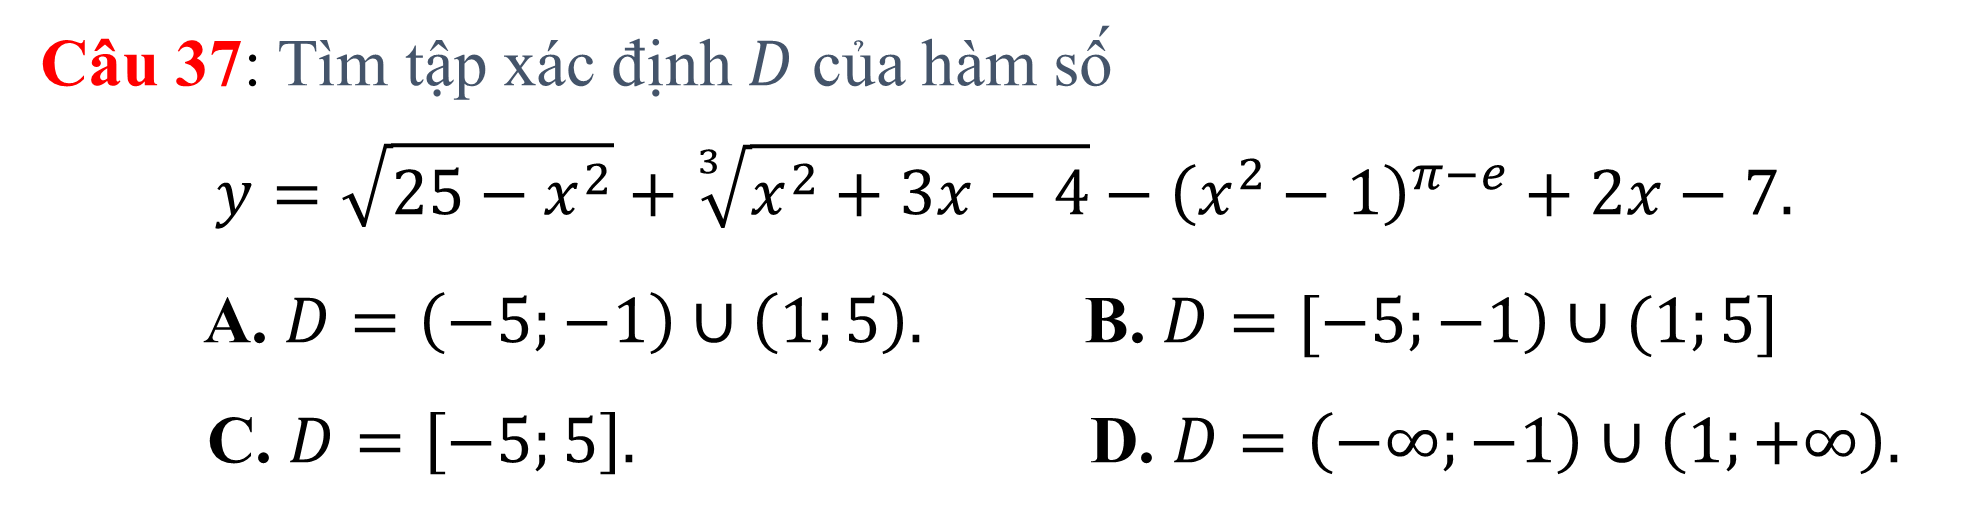 Câu 37: Tìm tập xác định D của hàm số
y = √(25 − x²) + ∛(x² + 3x − 4) − (x² − 1)^(π−e) + 2x − 7.
A. D = (−5; −1) ∪ (1; 5). B. D = [−5; −1) ∪ (1; 5]
C. D = [−5; 5]. D. D = (−∞; −1) ∪ (1; +∞).